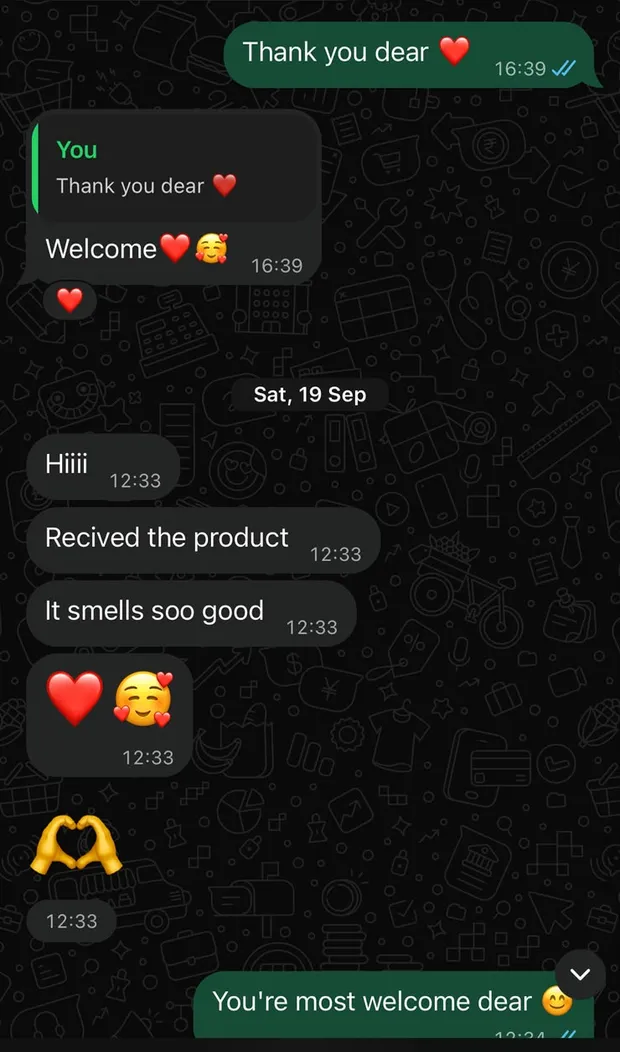 Thank you dear ❤️
16:39
You
Thank you dear ❤️
Welcome❤️🥰
16:39
❤️
Sat, 19 Sep
Hiiii
12:33
Recived the product
12:33
It smells soo good
12:33
❤️🥰
12:33
🫶
12:33
You're most welcome dear 😊
12:34